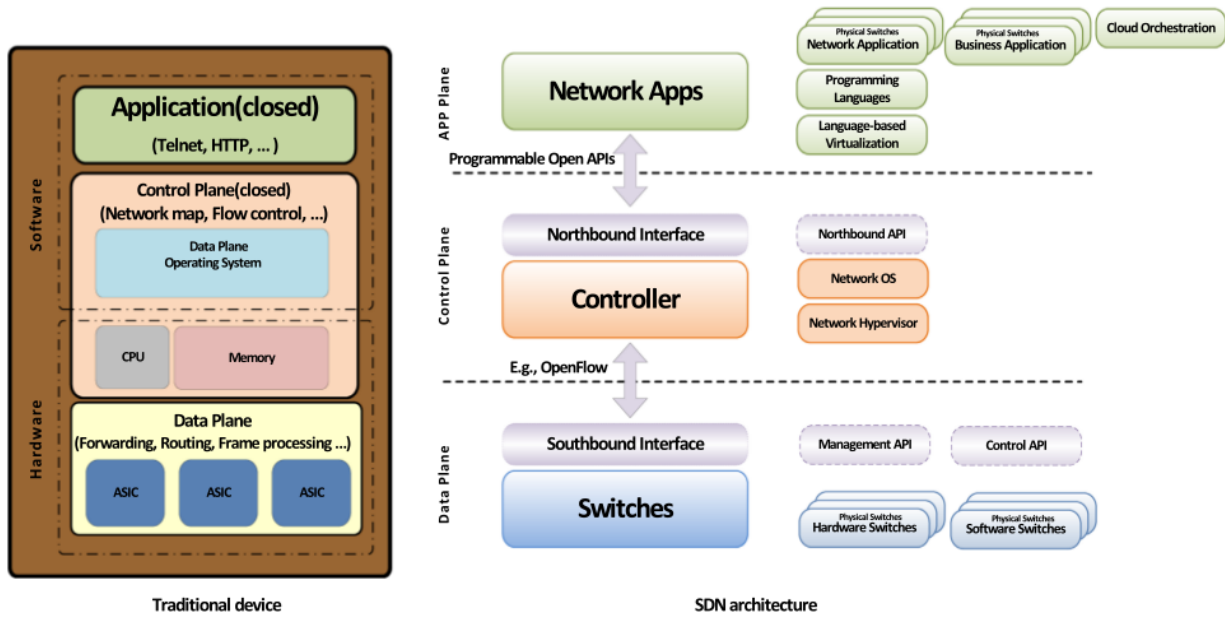 Application(closed)
(Telnet, HTTP, ... )
Software
Control Plane(closed)
(Network map, Flow control, ...)
Data Plane
Operating System
Hardware
CPU
Memory
Data Plane
(Forwarding, Routing, Frame processing ...)
ASIC
ASIC
ASIC
Traditional device
APP Plane
Network Apps
Physical Switches
Network Application
Physical Switches
Business Application
Cloud Orchestration
Programming
Languages
Language-based
Virtualization
Programmable Open APIs
Control Plane
Northbound Interface
Northbound API
Controller
Network OS
Network Hypervisor
E.g., OpenFlow
Data Plane
Southbound Interface
Management API
Control API
Switches
Physical Switches
Hardware Switches
Physical Switches
Software Switches
SDN architecture